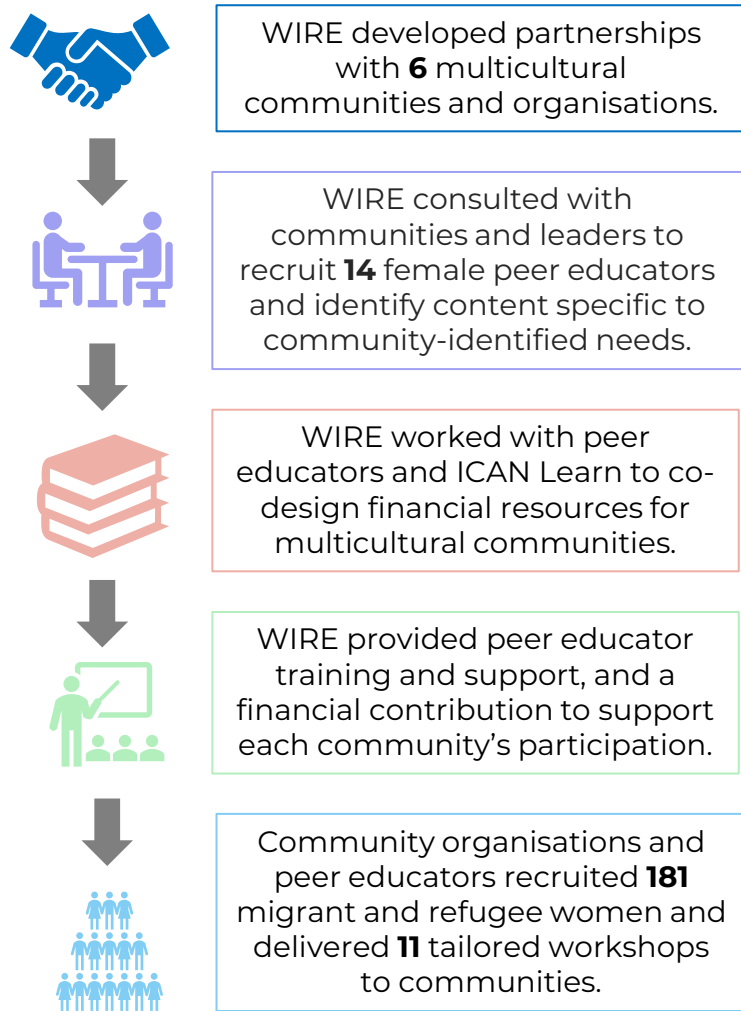 WIRE developed partnerships
with 6 multicultural
communities and organisations.
WIRE consulted with
communities and leaders to
recruit 14 female peer educators
and identify content specific to
community-identified needs.
WIRE worked with peer
educators and ICAN Learn to co-
design financial resources for
multicultural communities.
WIRE provided peer educator
training and support, and a
financial contribution to support
each community’s participation.
Community organisations and
peer educators recruited 181
migrant and refugee women and
delivered 11 tailored workshops
to communities.